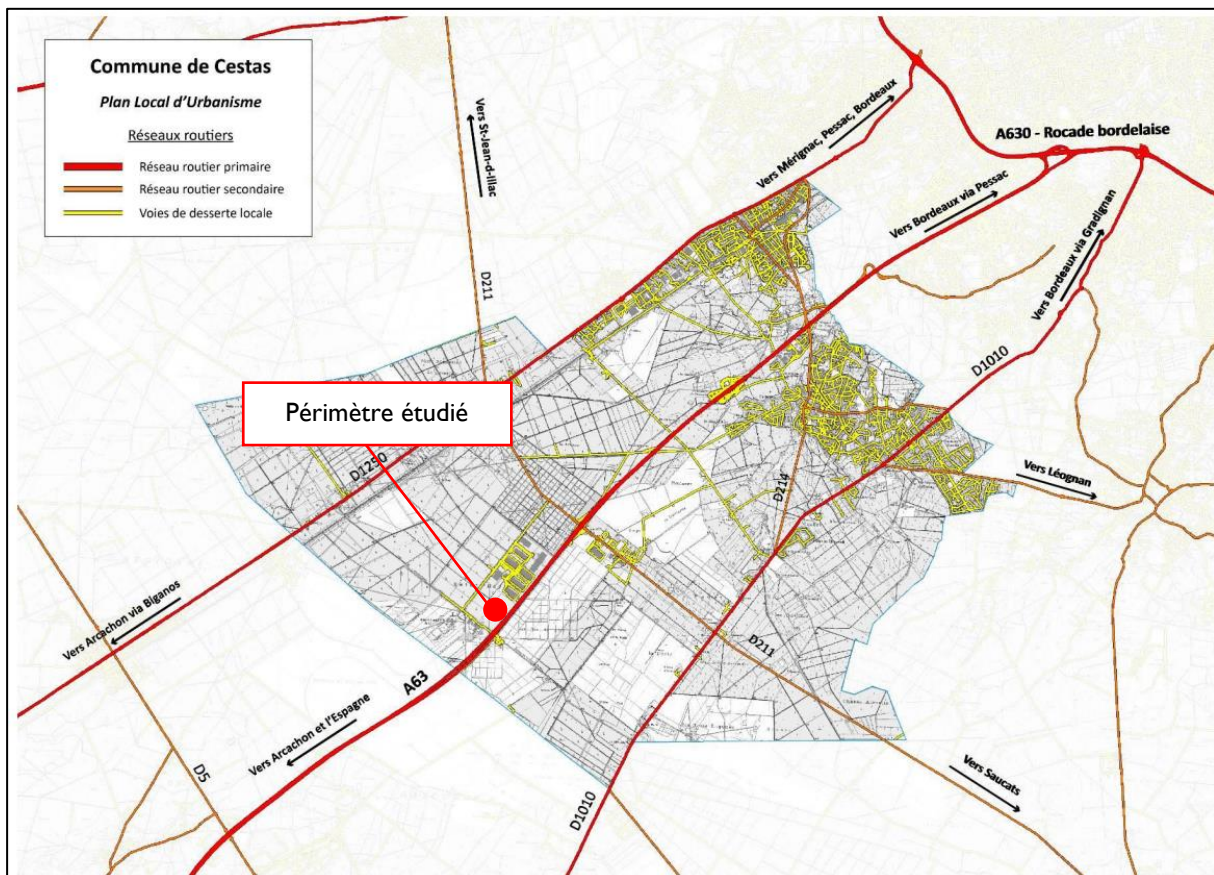 Commune de Cestas
Plan Local d'Urbanisme
Réseaux routiers
Réseau routier primaire
Réseau routier secondaire
Voies de desserte locale
Vers St-Jean-d-Illac
Vers Mérignac, Pessac, Bordeaux
A630 - Rocade bordelaise
Vers Bordeaux via Pessac
Vers Bordeaux via Gradignan
D211
D1010
Périmètre étudié
D1250
D214
Vers Léognan
Vers Arcachon via Biganos
D211
A63
Vers Arcachon et l'Espagne
D5
D1010
Vers Saucats